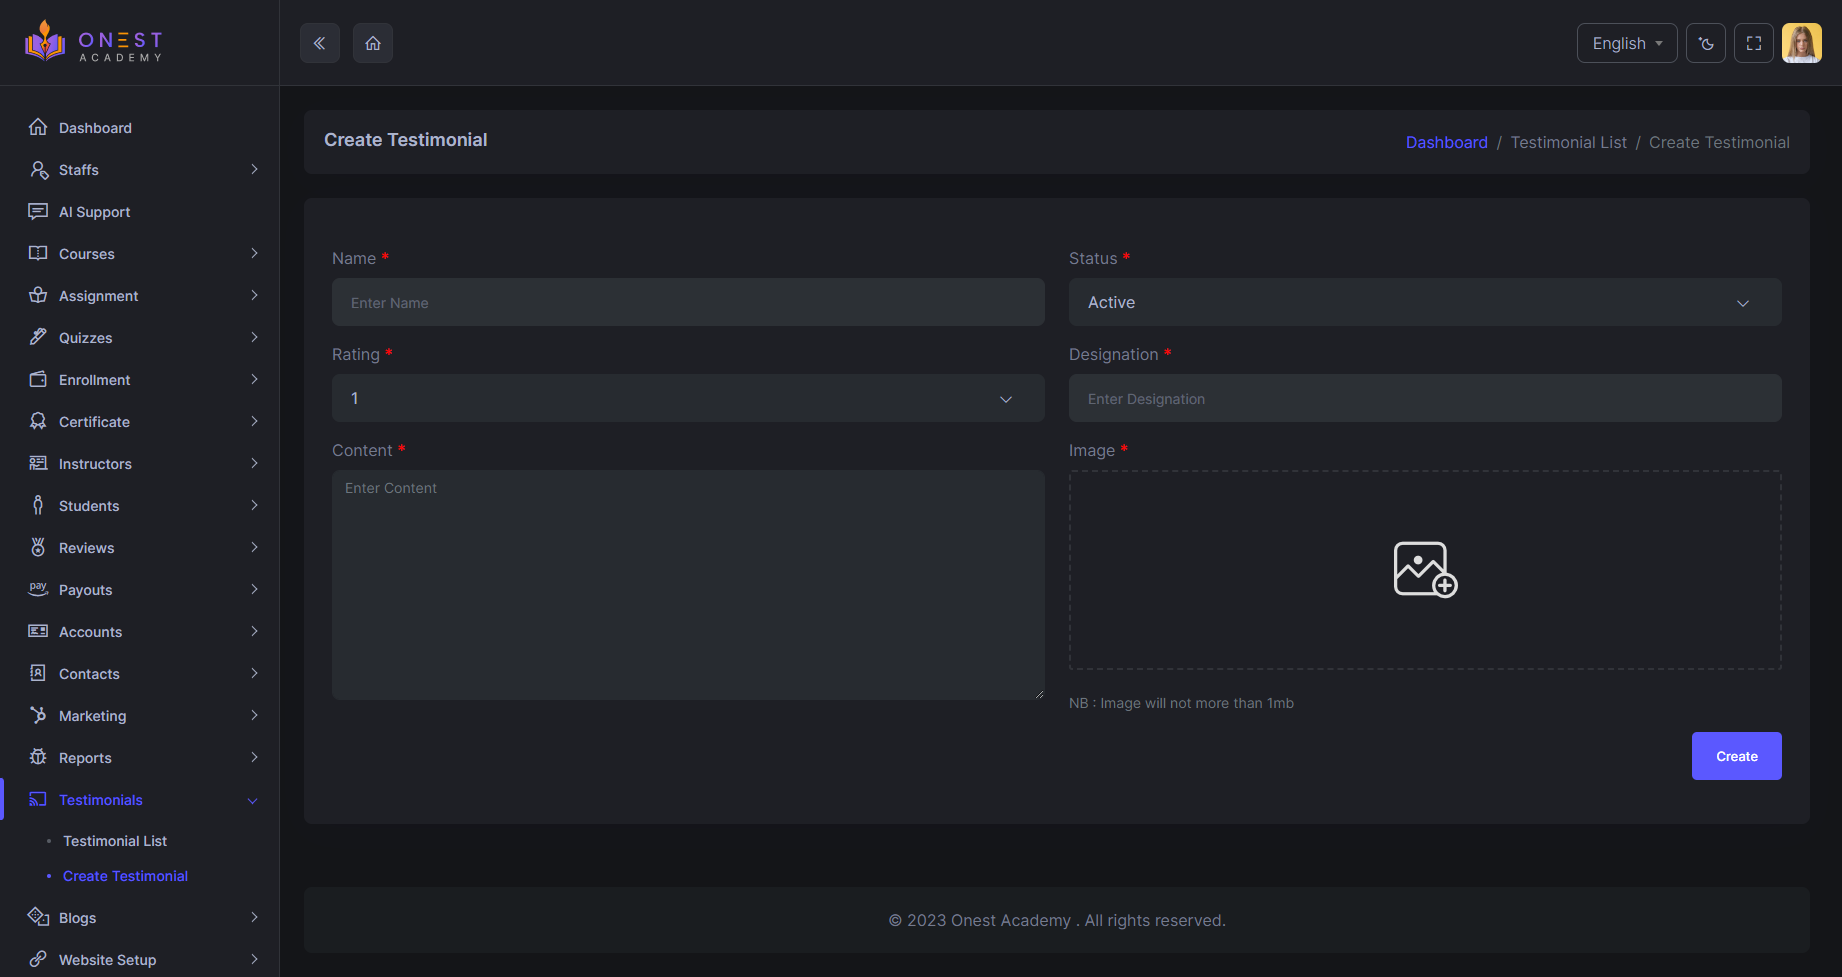 ONEST
ACADEMY
English
Dashboard
Staffs
AI Support
Courses
Assignment
Quizzes
Enrollment
Certificate
Instructors
Students
Reviews
pay
Payouts
Accounts
Contacts
Marketing
Reports
Testimonials
Testimonial List
Create Testimonial
Blogs
Website Setup
Create Testimonial
Dashboard / Testimonial List / Create Testimonial
Name *
Enter Name
Status *
Active
Rating *
1
Designation *
Enter Designation
Content *
Enter Content
Image *
NB : Image will not more than 1mb
Create
© 2023 Onest Academy . All rights reserved.